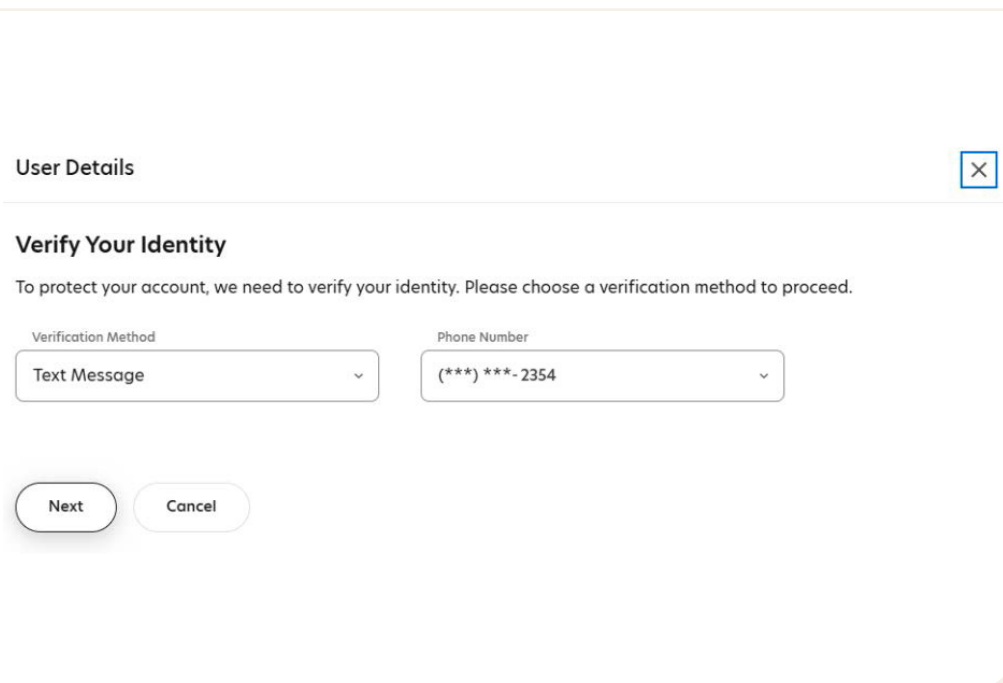 User Details
Verify Your Identity
To protect your account, we need to verify your identity. Please choose a verification method to proceed.
Verification Method
Phone Number
Text Message
(***) ***-2354
Next
Cancel